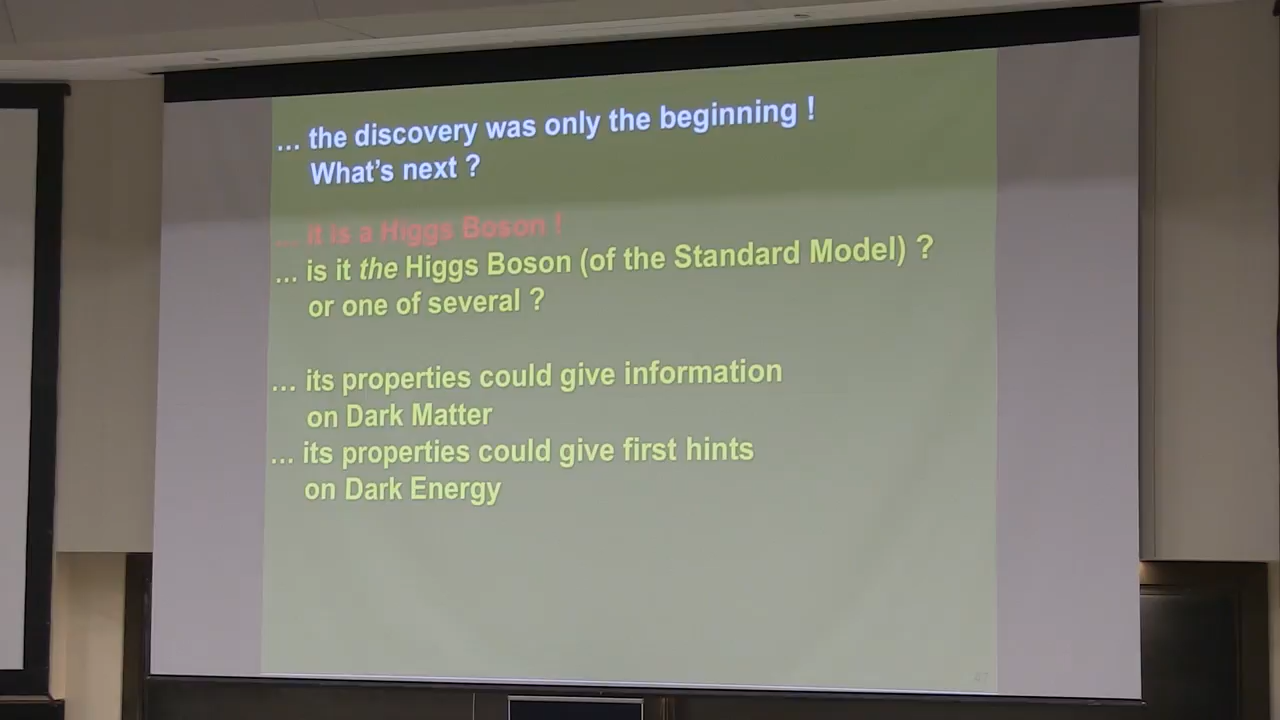 ... the discovery was only the beginning !
What's next ?
... it is a Higgs Boson !
... is it the Higgs Boson (of the Standard Model) ?
or one of several ?
... its properties could give information
on Dark Matter
... its properties could give first hints
on Dark Energy